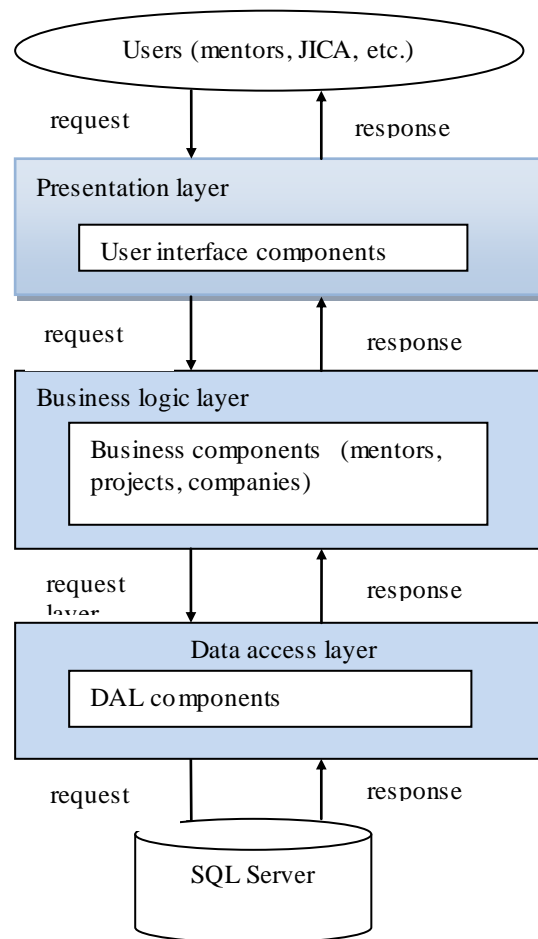 Users (mentors, JICA, etc.)
request
response
Presentation layer
User interface components
request
response
Business logic layer
Business components (mentors,
projects, companies)
request
layer
response
Data access layer
DAL components
request
response
SQL Server